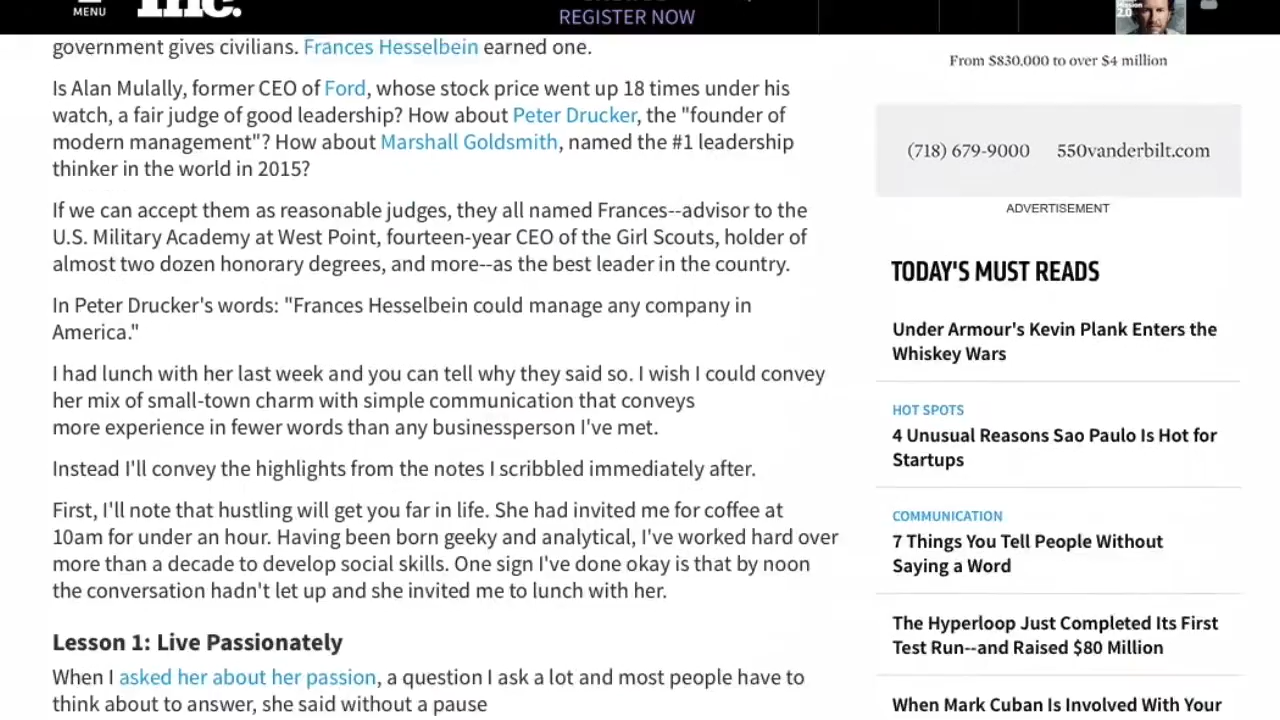 MENU
Inc.
REGISTER NOW
government gives civilians. Frances Hesselbein earned one.
Is Alan Mulally, former CEO of Ford, whose stock price went up 18 times under his
watch, a fair judge of good leadership? How about Peter Drucker, the "founder of
modern management"? How about Marshall Goldsmith, named the #1 leadership
thinker in the world in 2015?
If we can accept them as reasonable judges, they all named Frances--advisor to the
U.S. Military Academy at West Point, fourteen-year CEO of the Girl Scouts, holder of
almost two dozen honorary degrees, and more--as the best leader in the country.
In Peter Drucker's words: "Frances Hesselbein could manage any company in
America."
I had lunch with her last week and you can tell why they said so. I wish I could convey
her mix of small-town charm with simple communication that conveys
more experience in fewer words than any businessperson I've met.
Instead I'll convey the highlights from the notes I scribbled immediately after.
First, I'll note that hustling will get you far in life. She had invited me for coffee at
10am for under an hour. Having been born geeky and analytical, I've worked hard over
more than a decade to develop social skills. One sign I've done okay is that by noon
the conversation hadn't let up and she invited me to lunch with her.
Lesson 1: Live Passionately
When I asked her about her passion, a question I ask a lot and most people have to
think about to answer, she said without a pause
2.0
From $830,000 to over $4 million
(718) 679-9000 550vanderbilt.com
ADVERTISEMENT
TODAY'S MUST READS
Under Armour's Kevin Plank Enters the
Whiskey Wars
HOT SPOTS
4 Unusual Reasons Sao Paulo Is Hot for
Startups
COMMUNICATION
7 Things You Tell People Without
Saying a Word
The Hyperloop Just Completed Its First
Test Run--and Raised $80 Million
When Mark Cuban Is Involved With Your